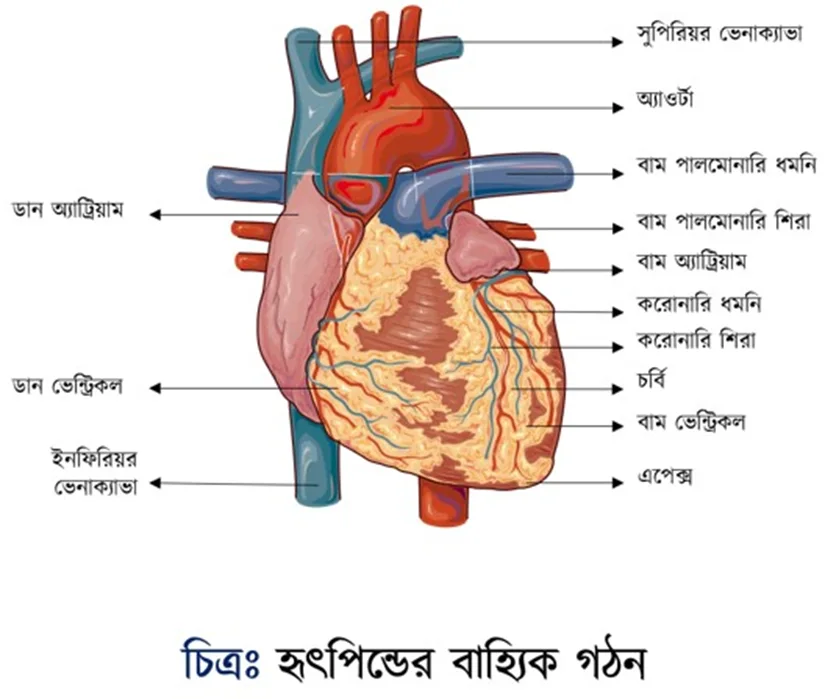 সুপিরিয়র ভেনাক্যাভা
অ্যাওর্টা
বাম পালমোনারি ধমনি
ডান অ্যাট্রিয়াম
বাম পালমোনারি শিরা
বাম অ্যাট্রিয়াম
করোনারি ধমনি
করোনারি শিরা
ডান ভেন্ট্রিকল
চর্বি
বাম ভেন্ট্রিকল
ইনফিরিয়র
ভেনাক্যাভা
এপেক্স
চিত্রঃ হৃৎপিন্ডের বাহ্যিক গঠন